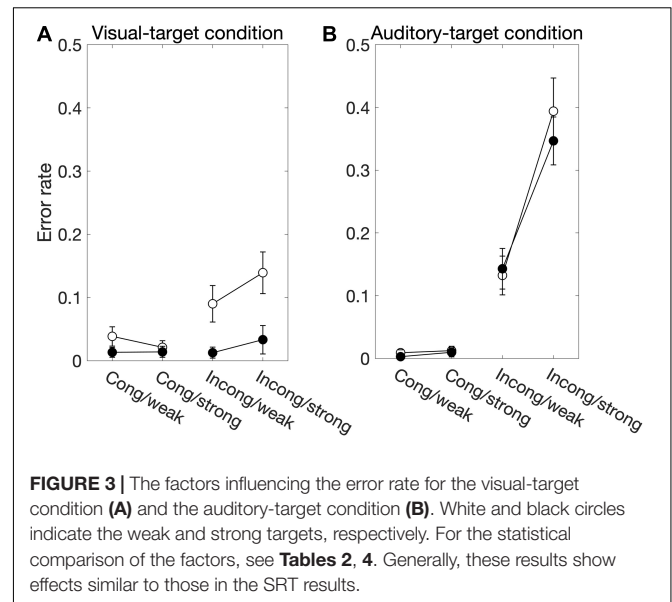 A Visual-target condition
B Auditory-target condition
0.5
0.4
0.3
0.2
0.1
0
Error rate
Cong/weak
Cong/strong
Incong/weak
Incong/strong
0.5
0.4
0.3
0.2
0.1
0
Cong/weak
Cong/strong
Incong/weak
Incong/strong
FIGURE 3 | The factors influencing the error rate for the visual-target
condition (A) and the auditory-target condition (B). White and black circles
indicate the weak and strong targets, respectively. For the statistical
comparison of the factors, see Tables 2, 4. Generally, these results show
effects similar to those in the SRT results.